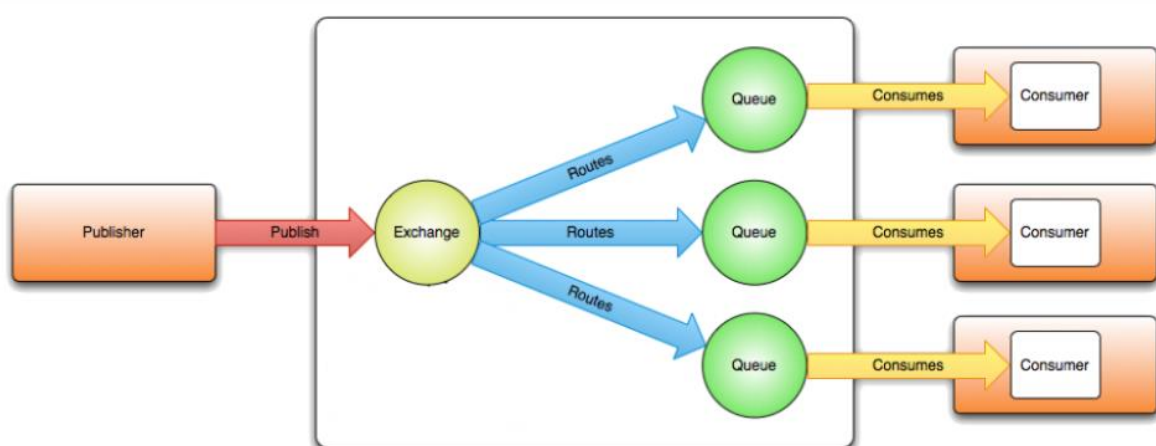 Queue
Consumes
Consumer
Routes
Publisher
Publish
Exchange
Routes
Queue
Consumes
Consumer
Routes
Queue
Consumes
Consumer